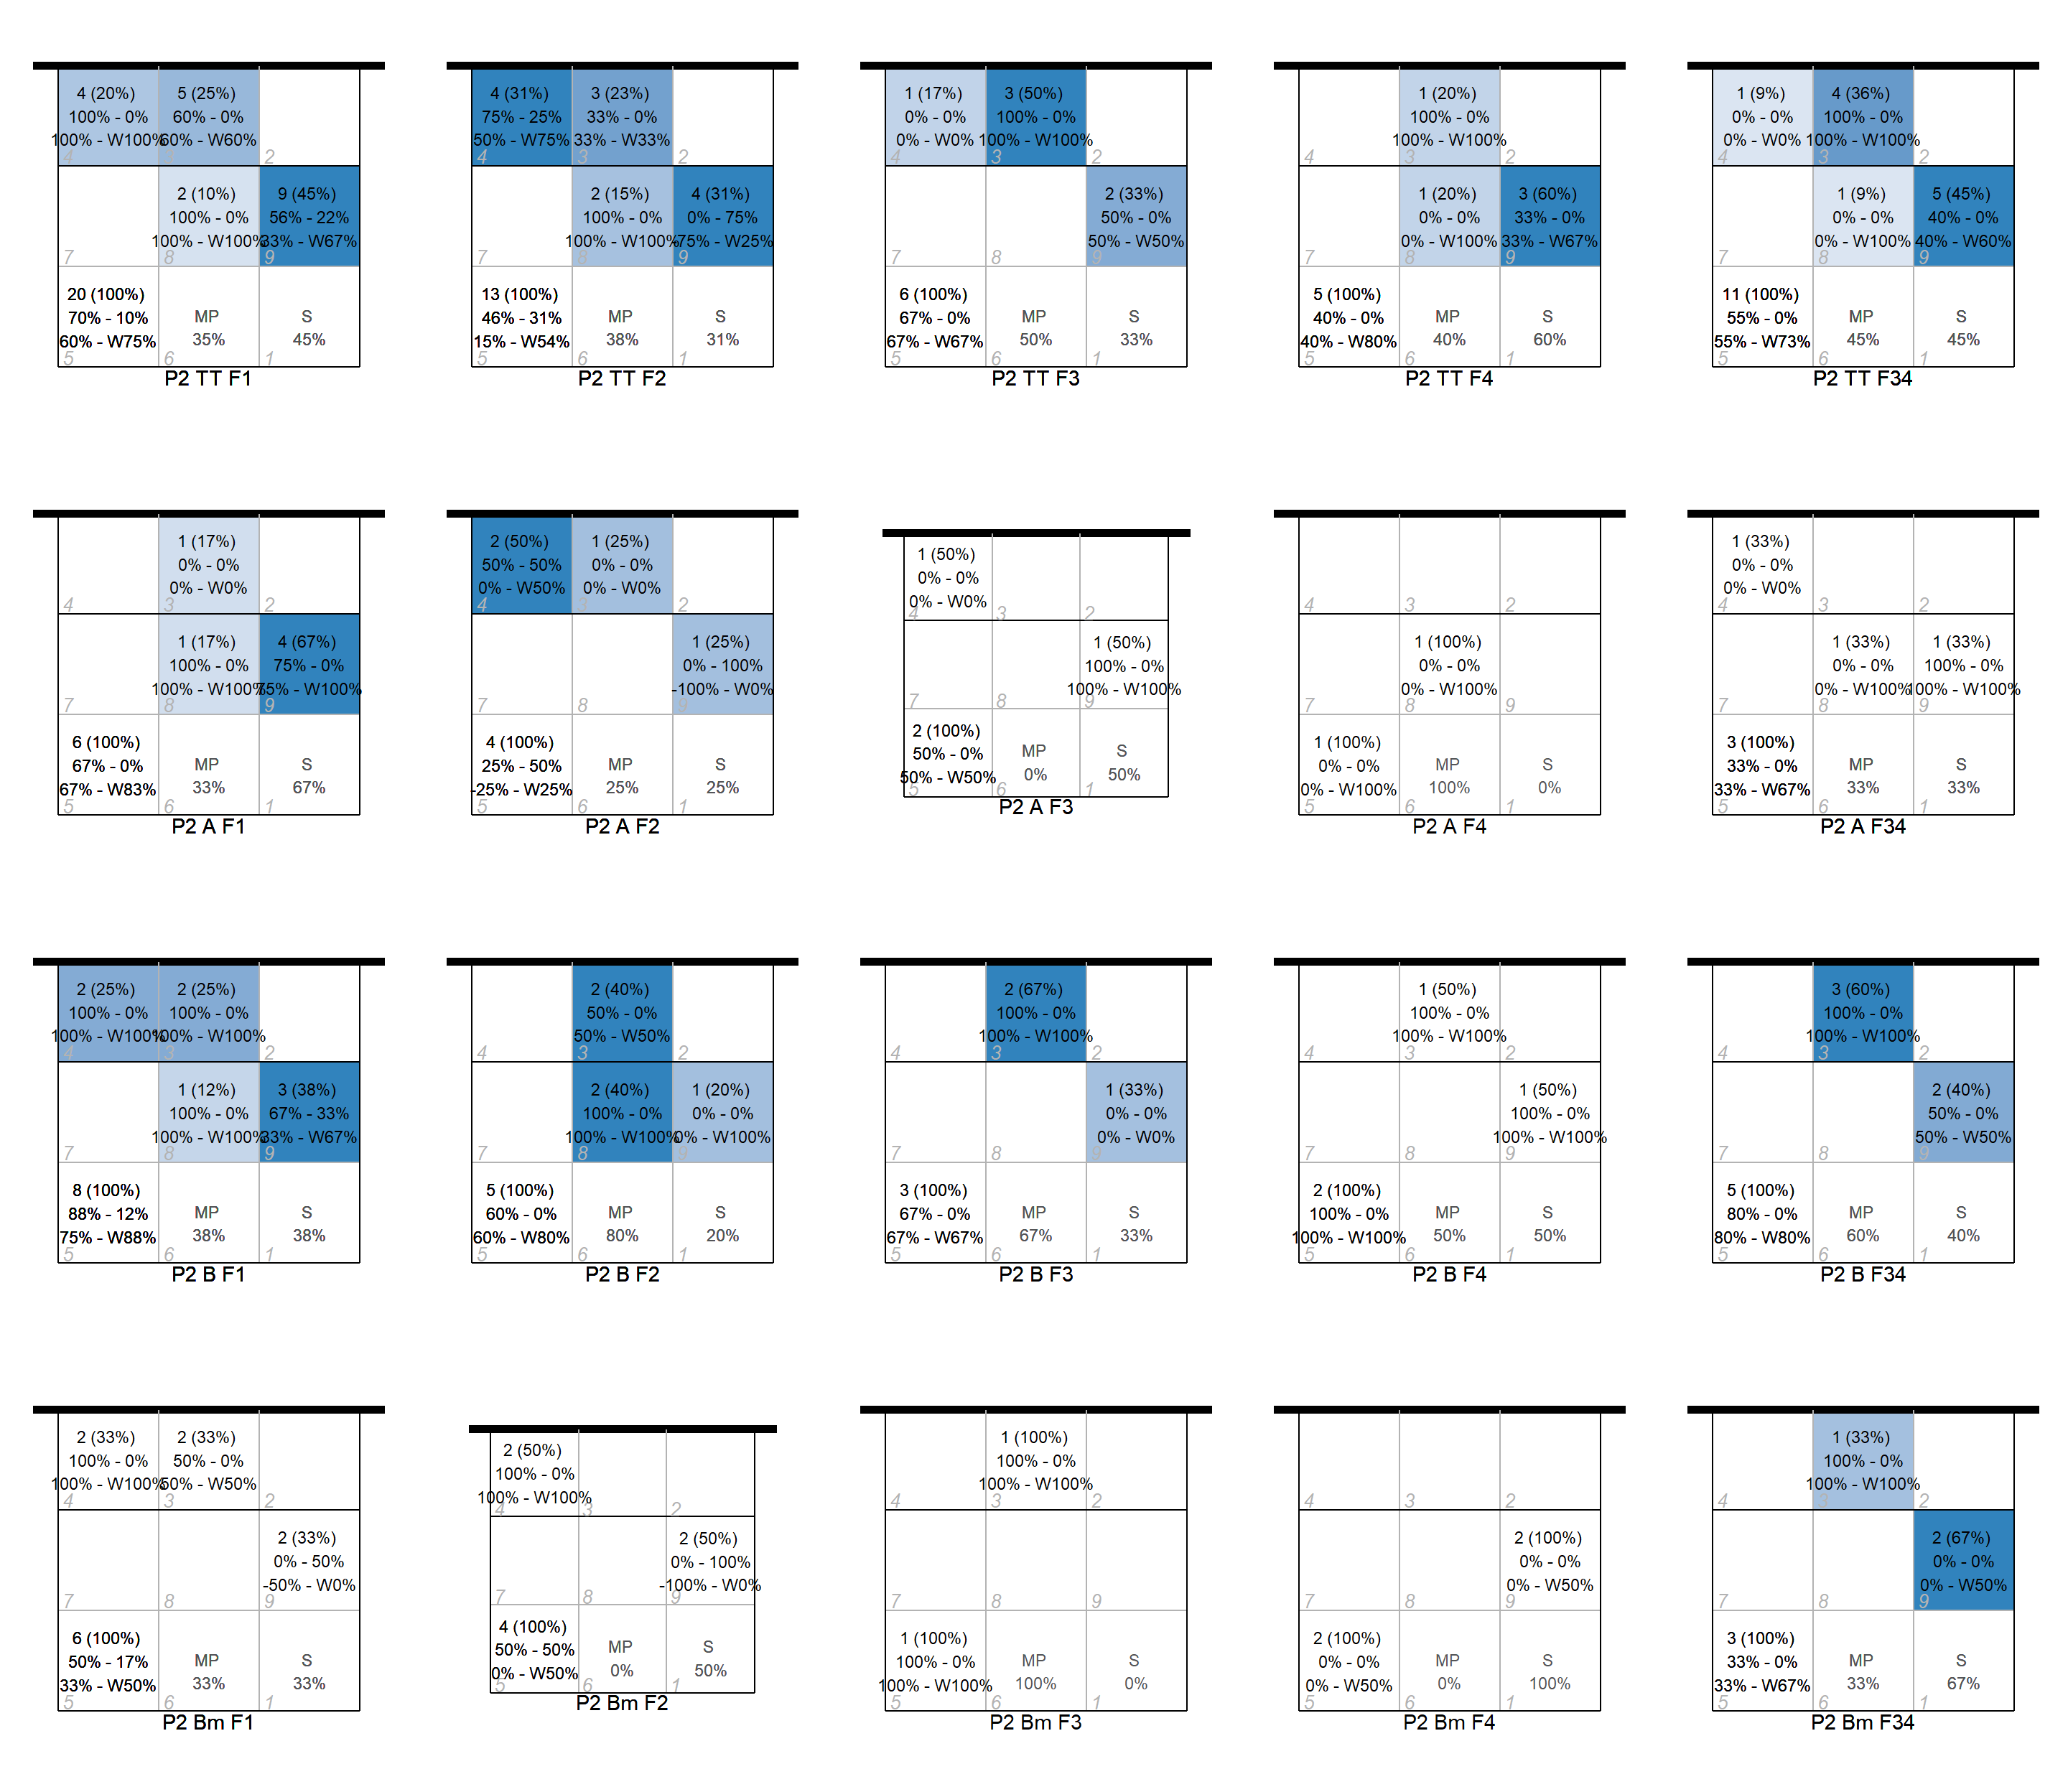 4 (20%) 5 (25%)
100% - 0% 60% - 0%
100% - W100% 60% - W60%
4 3 2
2 (10%) 9 (45%)
100% - 0% 56% - 22%
100% - W100% 33% - W67%
7 8 9
20 (100%)
70% - 10% MP S
60% - W75% 35% 45%
5 6 1
P2 TT F1
4 (31%) 3 (23%)
75% - 25% 33% - 0%
50% - W75% 33% - W33%
4 3 2
2 (15%) 4 (31%)
100% - 0% 0% - 75%
100% - W100% -75% - W25%
7 8 9
13 (100%)
46% - 31% MP S
15% - W54% 38% 31%
5 6 1
P2 TT F2
1 (17%) 3 (50%)
0% - 0% 100% - 0%
0% - W0% 100% - W100%
4 3 2
2 (33%)
50% - 0%
50% - W50%
7 8 9
6 (100%)
67% - 0% MP S
67% - W67% 50% 33%
5 6 1
P2 TT F3
1 (20%)
100% - 0%
100% - W100%
4 3 2
1 (20%) 3 (60%)
0% - 0% 33% - 0%
0% - W100% 33% - W67%
7 8 9
5 (100%)
40% - 0% MP S
40% - W80% 40% 60%
5 6 1
P2 TT F4
1 (9%) 4 (36%)
0% - 0% 100% - 0%
0% - W0% 100% - W100%
4 3 2
1 (9%) 5 (45%)
0% - 0% 40% - 0%
0% - W100% 40% - W60%
7 8 9
11 (100%)
55% - 0% MP S
55% - W73% 45% 45%
5 6 1
P2 TT F34
1 (17%)
0% - 0%
0% - W0%
4 3 2
1 (17%) 4 (67%)
100% - 0% 75% - 0%
100% - W100% 75% - W100%
7 8 9
6 (100%)
67% - 0% MP S
67% - W83% 33% 67%
5 6 1
P2 A F1
2 (50%) 1 (25%)
50% - 50% 0% - 0%
0% - W50% 0% - W0%
4 3 2
1 (25%)
0% - 100%
-100% - W0%
7 8 9
4 (100%)
25% - 50% MP S
-25% - W25% 25% 25%
5 6 1
P2 A F2
1 (50%)
0% - 0%
0% - W0%
4 3 2
1 (50%)
100% - 0%
100% - W100%
7 8 9
2 (100%)
50% - 0% MP S
50% - W50% 0% 50%
5 6 1
P2 A F3
4 3 2
1 (100%)
0% - 0%
0% - W100%
7 8 9
1 (100%)
0% - 0% MP S
0% - W100% 100% 0%
5 6 1
P2 A F4
1 (33%)
0% - 0%
0% - W0%
4 3 2
1 (33%) 1 (33%)
0% - 0% 100% - 0%
0% - W100% 100% - W100%
7 8 9
3 (100%)
33% - 0% MP S
33% - W67% 33% 33%
5 6 1
P2 A F34
2 (25%) 2 (25%)
100% - 0% 100% - 0%
100% - W100% 100% - W100%
4 3 2
1 (12%) 3 (38%)
100% - 0% 67% - 33%
100% - W100% 33% - W67%
7 8 9
8 (100%)
88% - 12% MP S
75% - W88% 38% 38%
5 6 1
P2 B F1
2 (40%)
50% - 0%
50% - W50%
4 3 2
2 (40%) 1 (20%)
100% - 0% 0% - 0%
100% - W100% 0% - W100%
7 8 9
5 (100%)
60% - 0% MP S
60% - W80% 80% 20%
5 6 1
P2 B F2
2 (67%)
100% - 0%
100% - W100%
4 3 2
1 (33%)
0% - 0%
0% - W0%
7 8 9
3 (100%)
67% - 0% MP S
67% - W67% 67% 33%
5 6 1
P2 B F3
1 (50%)
100% - 0%
100% - W100%
4 3 2
1 (50%)
100% - 0%
100% - W100%
7 8 9
2 (100%)
100% - 0% MP S
100% - W100% 50% 50%
5 6 1
P2 B F4
3 (60%)
100% - 0%
100% - W100%
4 3 2
2 (40%)
50% - 0%
50% - W50%
7 8 9
5 (100%)
80% - 0% MP S
80% - W80% 60% 40%
5 6 1
P2 B F34
2 (33%) 2 (33%)
100% - 0% 50% - 0%
100% - W100% 50% - W50%
4 3 2
2 (33%)
0% - 50%
-50% - W0%
7 8 9
6 (100%)
50% - 17% MP S
33% - W50% 33% 33%
5 6 1
P2 Bm F1
2 (50%)
100% - 0%
100% - W100%
4 3 2
2 (50%)
0% - 100%
-100% - W0%
7 8 9
4 (100%)
50% - 50% MP S
0% - W50% 0% 50%
5 6 1
P2 Bm F2
1 (100%)
100% - 0%
100% - W100%
4 3 2
7 8 9
1 (100%)
100% - 0% MP S
100% - W100% 100% 0%
5 6 1
P2 Bm F3
4 3 2
2 (100%)
0% - 0%
0% - W50%
7 8 9
2 (100%)
0% - 0% MP S
0% - W50% 0% 100%
5 6 1
P2 Bm F4
1 (33%)
100% - 0%
100% - W100%
4 3 2
2 (67%)
0% - 0%
0% - W50%
7 8 9
3 (100%)
33% - 0% MP S
33% - W67% 33% 67%
5 6 1
P2 Bm F34